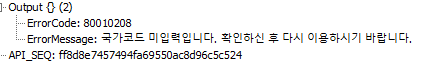 Output {} (2)
ErrorCode: 80010208
ErrorMessage: 국가코드 미입력입니다. 확인하신 후 다시 이용하시기 바랍니다.
API_SEQ: ff8d8e7457494fa69550ac8d96c5c524